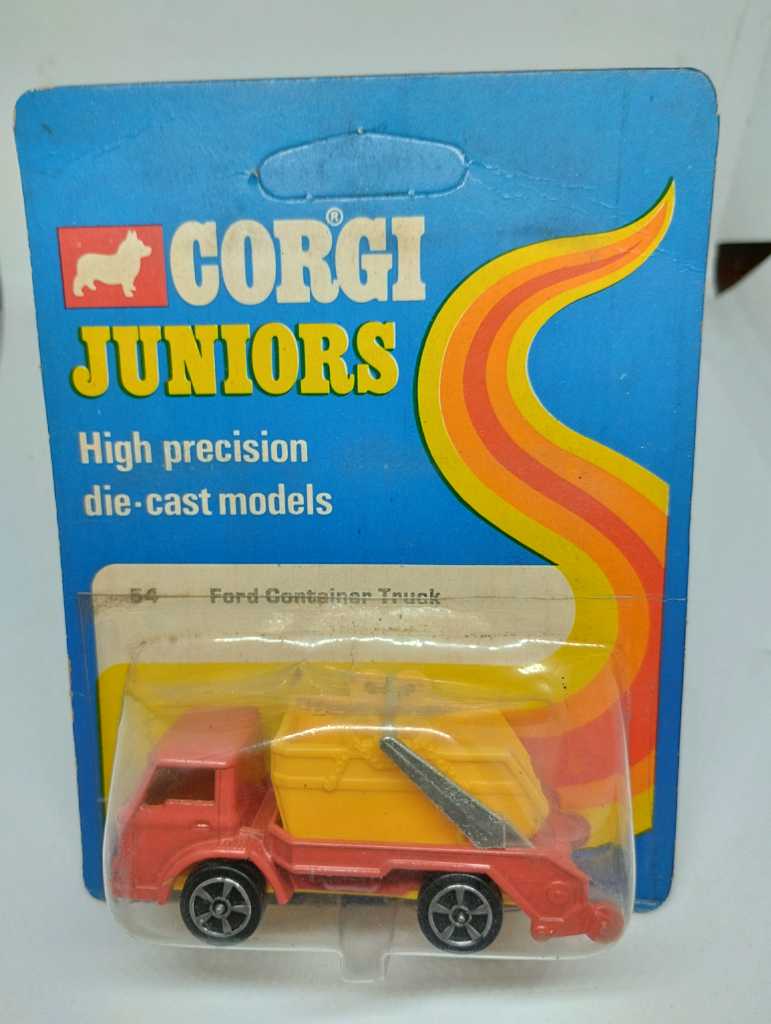 CORGI®
JUNIORS
High precision
die-cast models
54 Ford Container Truck